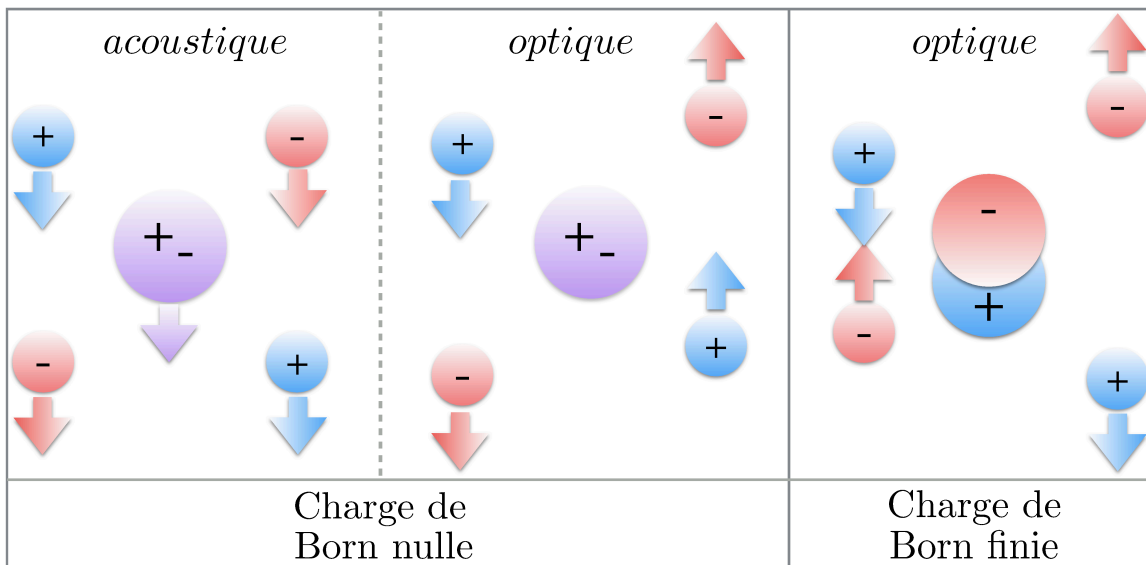 acoustique
optique
optique
+
-
-
+
-
+
+
-
-
+
+
-
-
+
-
+
-
+
-
+
Charge de
Born nulle
Charge de
Born finie